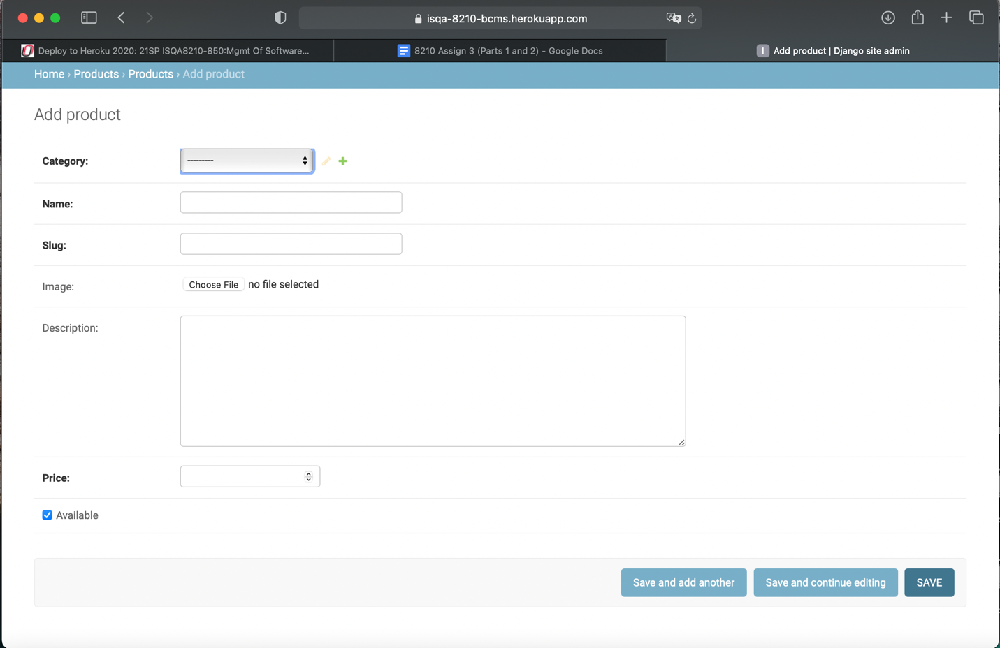 isqa-8210-bcms.herokuapp.com
Deploy to Heroku 2020: 21SP ISQA8210-850:Mgmt Of Software...
8210 Assign 3 (Parts 1 and 2) - Google Docs
I Add product | Django site admin
Home › Products › Products › Add product
Add product
Category: ---------
Name:
Slug:
Image: Choose File no file selected
Description:
Price:
Available
Save and add another Save and continue editing SAVE